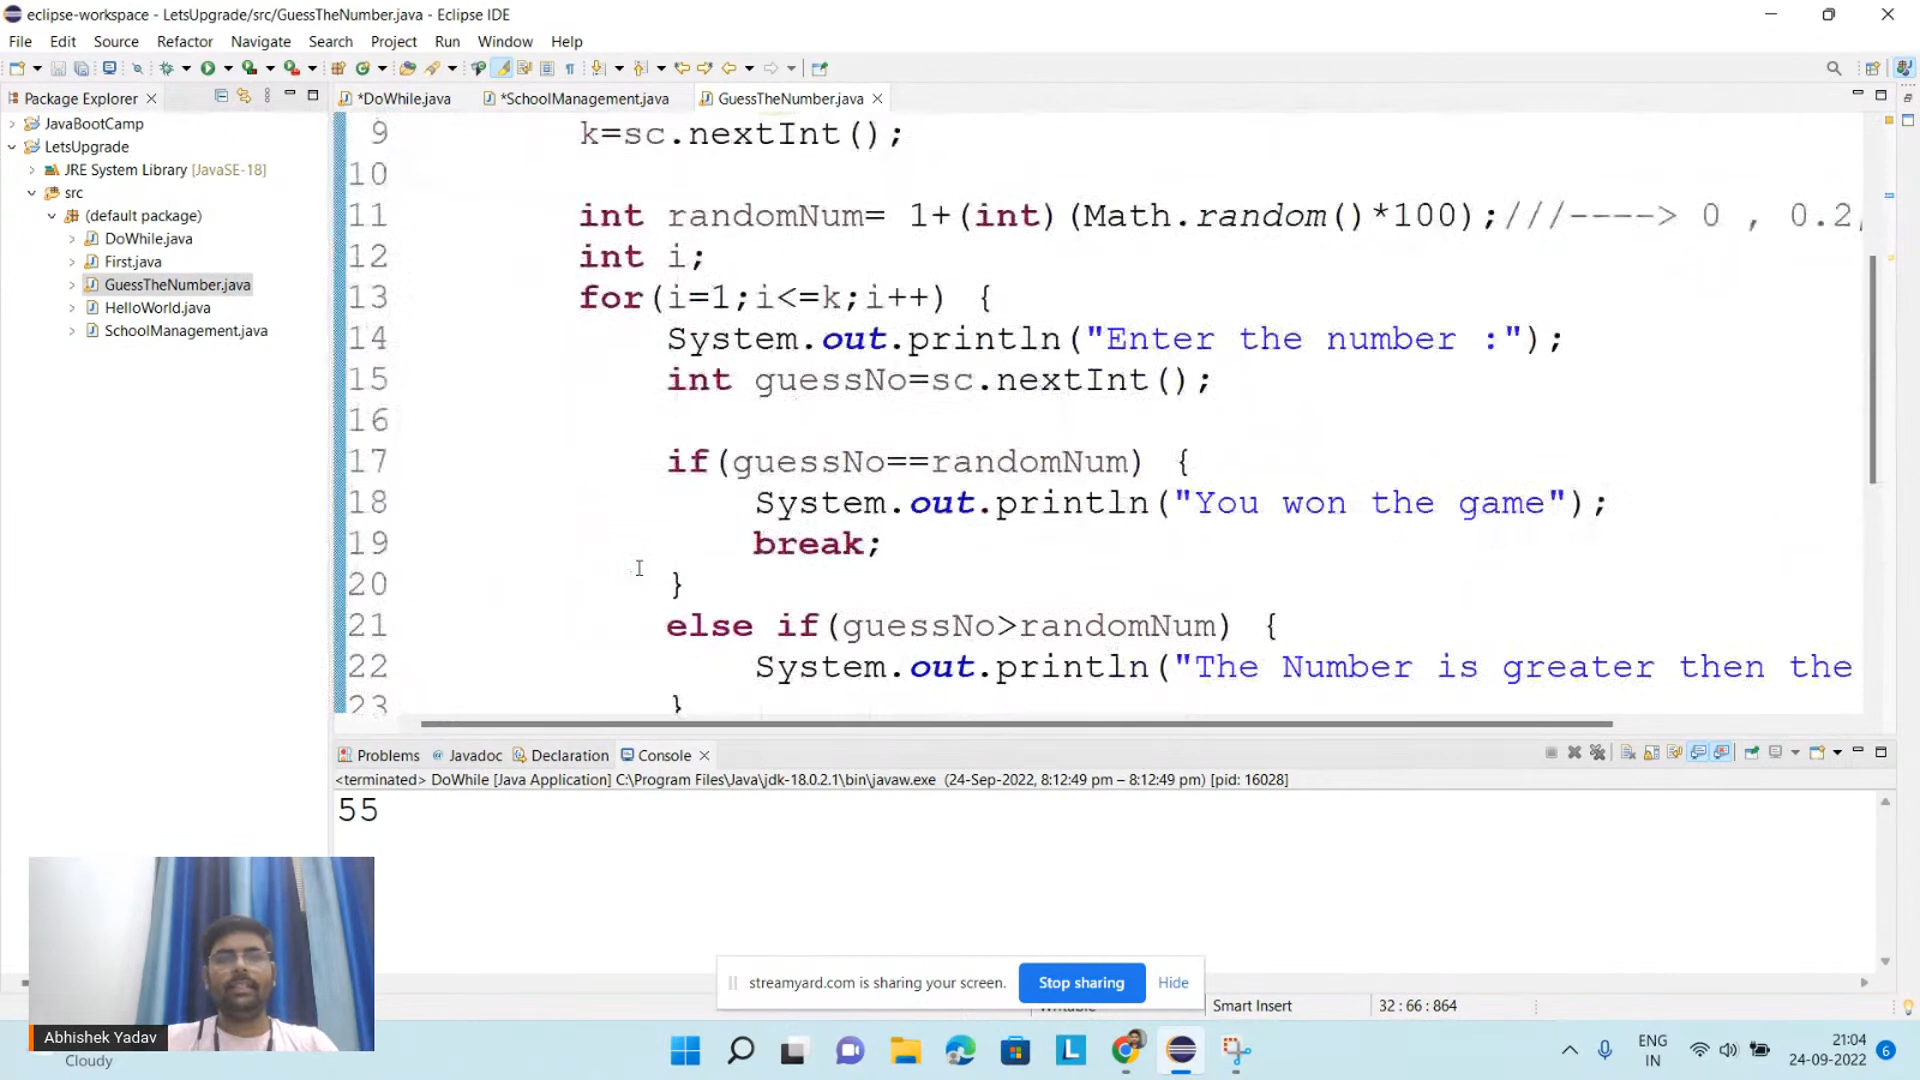 eclipse-workspace - LetsUpgrade/src/GuessTheNumber.java - Eclipse IDE
File Edit Source Refactor Navigate Search Project Run Window Help
Package Explorer
*DoWhile.java
*SchoolManagement.java
GuessTheNumber.java
JavaBootCamp
LetsUpgrade
JRE System Library [JavaSE-18]
src
(default package)
DoWhile.java
First.java
GuessTheNumber.java
HelloWorld.java
SchoolManagement.java
9 k=sc.nextInt();
10
11 int randomNum= 1+(int)(Math.random()*100);///----> 0 , 0.2,
12 int i;
13 for(i=1;i<=k;i++) {
14 System.out.println("Enter the number :");
15 int guessNo=sc.nextInt();
16
17 if(guessNo==randomNum) {
18 System.out.println("You won the game");
19 break;
20 }
21 else if(guessNo>randomNum) {
22 System.out.println("The Number is greater then the
23 }
Problems Javadoc Declaration Console
<terminated> DoWhile [Java Application] C:\Program Files\Java\jdk-18.0.2.1\bin\javaw.exe (24-Sep-2022, 8:12:49 pm – 8:12:49 pm) [pid: 16028]
55
streamyard.com is sharing your screen. Stop sharing Hide
Writable Smart Insert 32 : 66 : 864
Abhishek Yadav
Cloudy
ENG
IN
21:04
24-09-2022
6